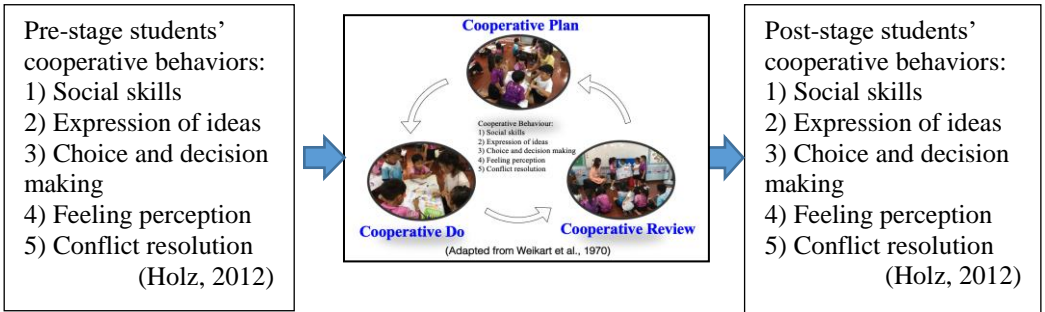 Pre-stage students’
cooperative behaviors:
1) Social skills
2) Expression of ideas
3) Choice and decision
making
4) Feeling perception
5) Conflict resolution
(Holz, 2012)
Cooperative Plan
Cooperative Behaviour:
1) Social skills
2) Expression of ideas
3) Choice and decision making
4) Feeling perception
5) Conflict resolution
Cooperative Do
Cooperative Review
(Adapted from Weikart et al., 1970)
Post-stage students’
cooperative behaviors:
1) Social skills
2) Expression of ideas
3) Choice and decision
making
4) Feeling perception
5) Conflict resolution
(Holz, 2012)